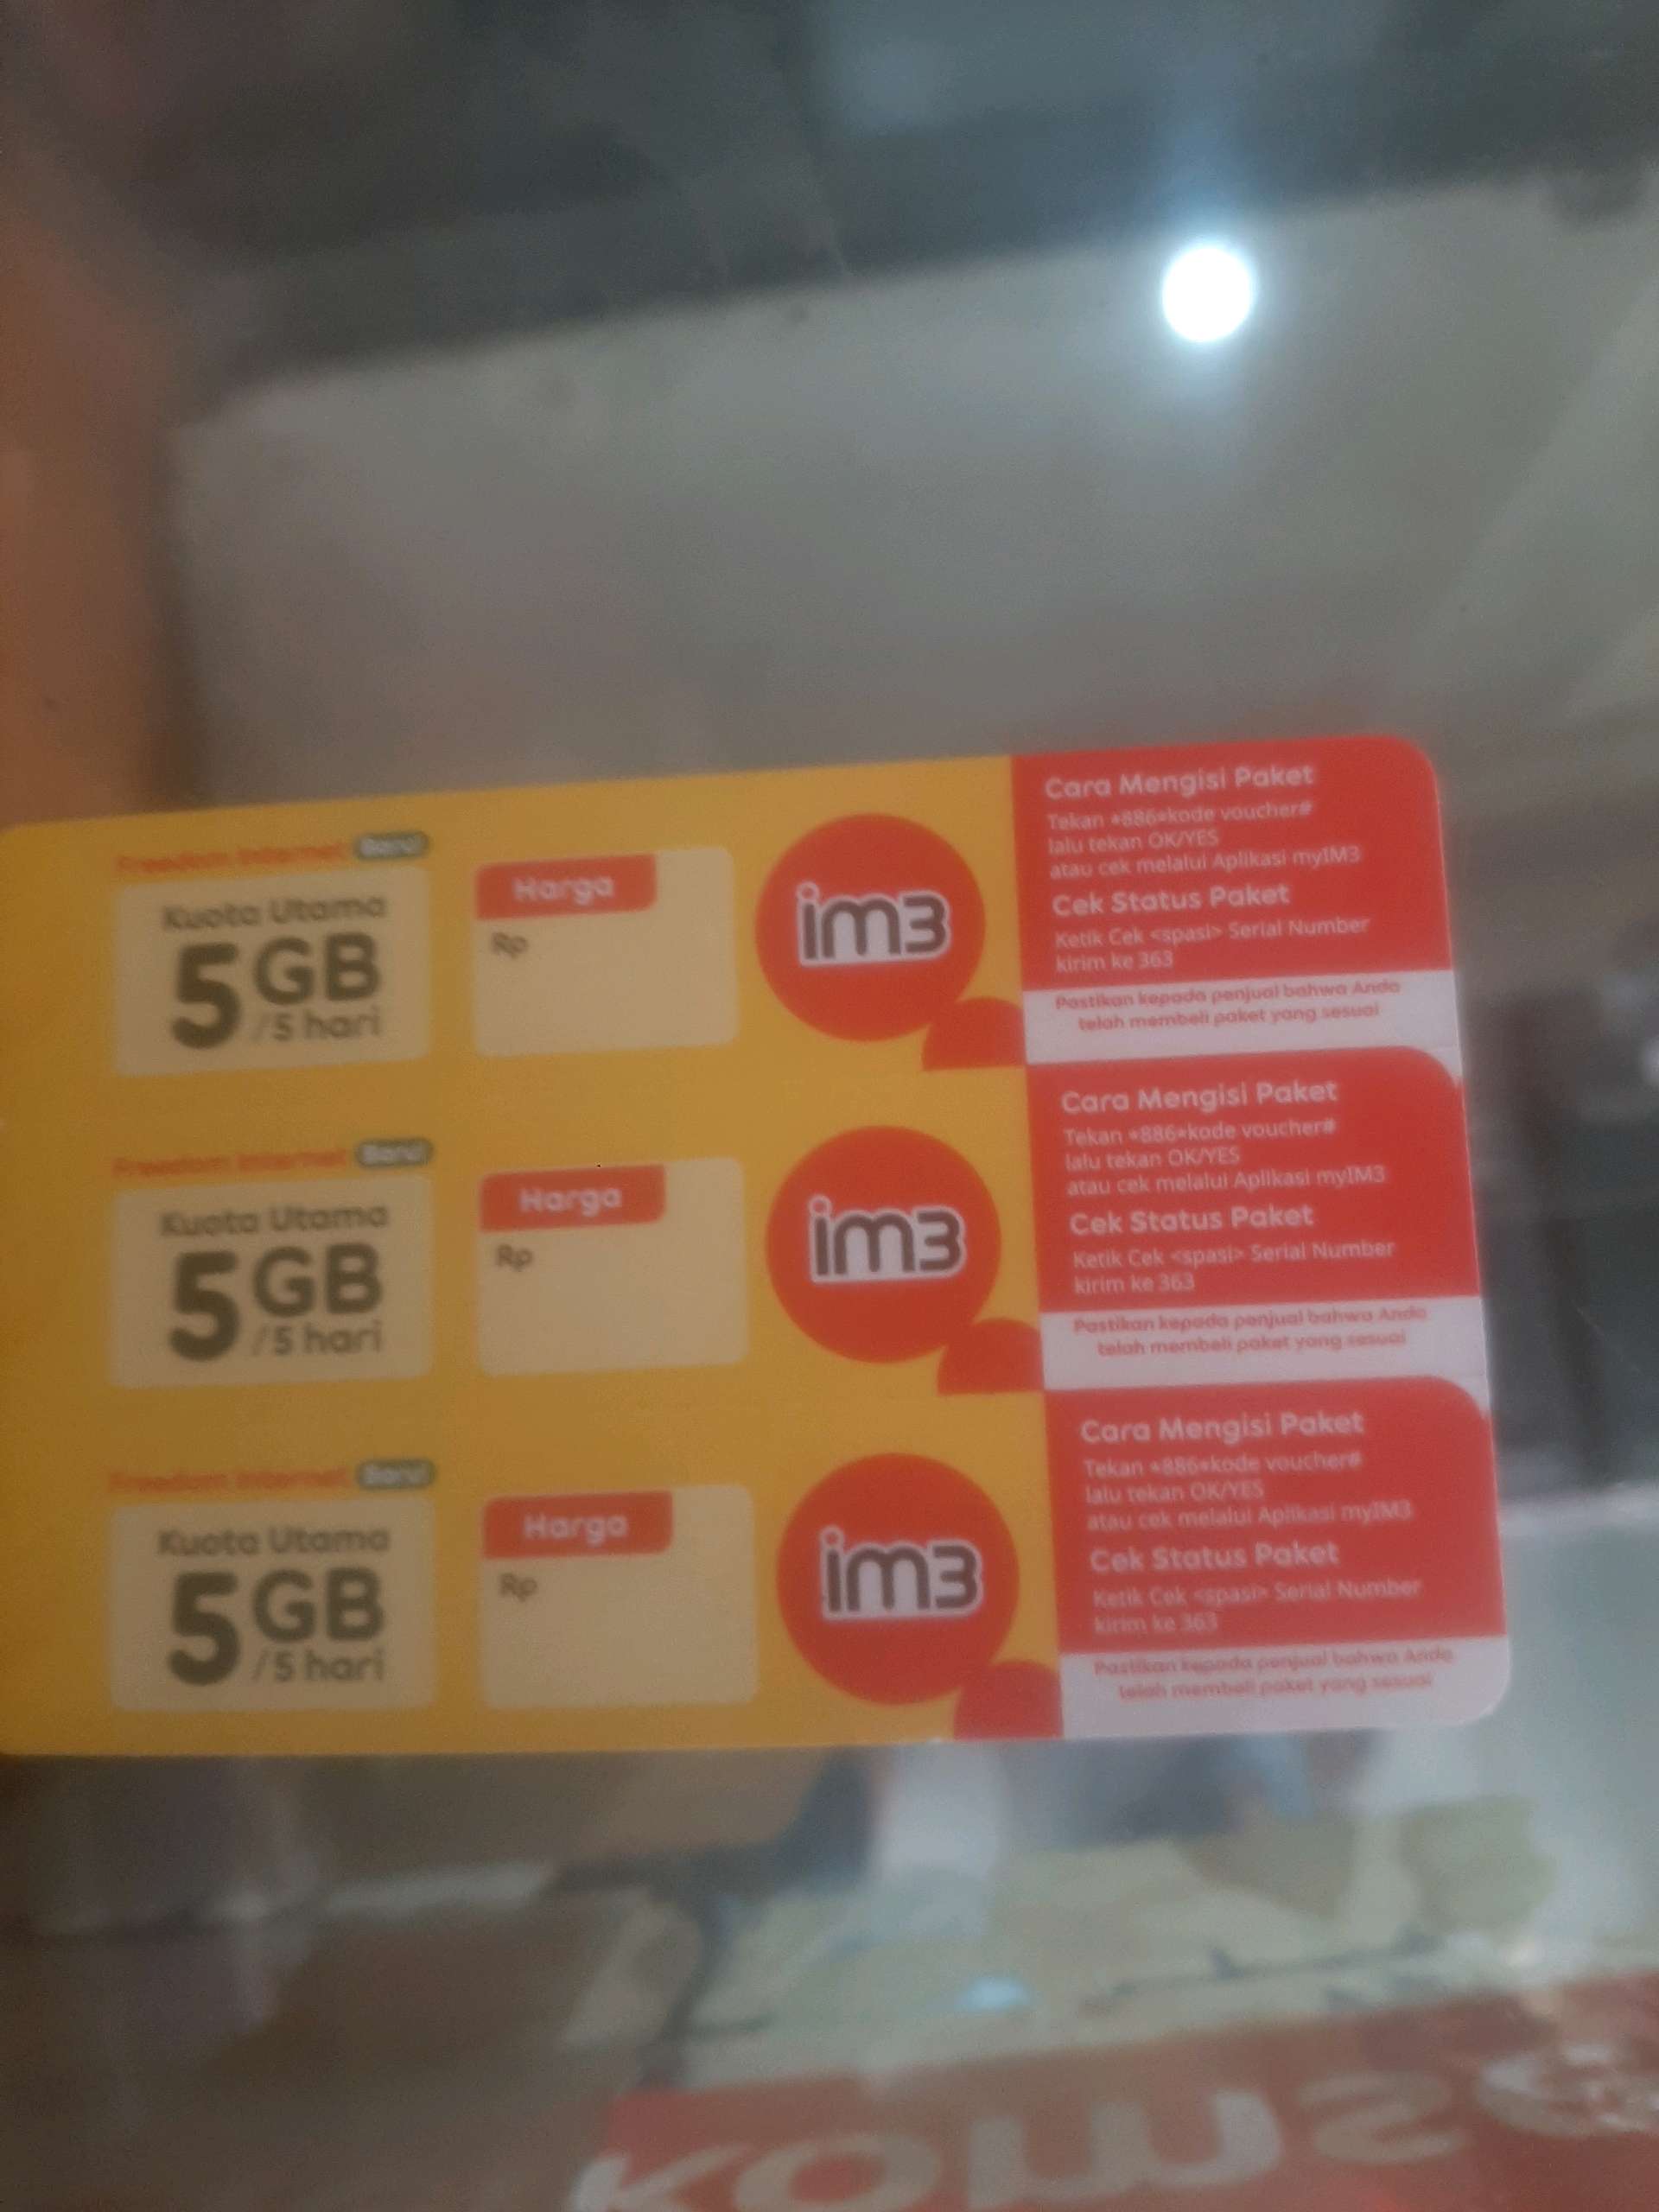 Freedom Internet Baru!
Kuota Utama
5 GB
/5 hari
Harga
Rp
im3
Cara Mengisi Paket
Tekan *886*kode voucher#
lalu tekan OK/YES
atau cek melalui Aplikasi myIM3
Cek Status Paket
Ketik Cek <spasi> Serial Number
kirim ke 363
Pastikan kepada penjual bahwa Anda
telah membeli paket yang sesuai
Freedom Internet Baru!
Kuota Utama
5 GB
/5 hari
Harga
Rp
im3
Cara Mengisi Paket
Tekan *886*kode voucher#
lalu tekan OK/YES
atau cek melalui Aplikasi myIM3
Cek Status Paket
Ketik Cek <spasi> Serial Number
kirim ke 363
Pastikan kepada penjual bahwa Anda
telah membeli paket yang sesuai
Freedom Internet Baru!
Kuota Utama
5 GB
/5 hari
Harga
Rp
im3
Cara Mengisi Paket
Tekan *886*kode voucher#
lalu tekan OK/YES
atau cek melalui Aplikasi myIM3
Cek Status Paket
Ketik Cek <spasi> Serial Number
kirim ke 363
Pastikan kepada penjual bahwa Anda
telah membeli paket yang sesuai